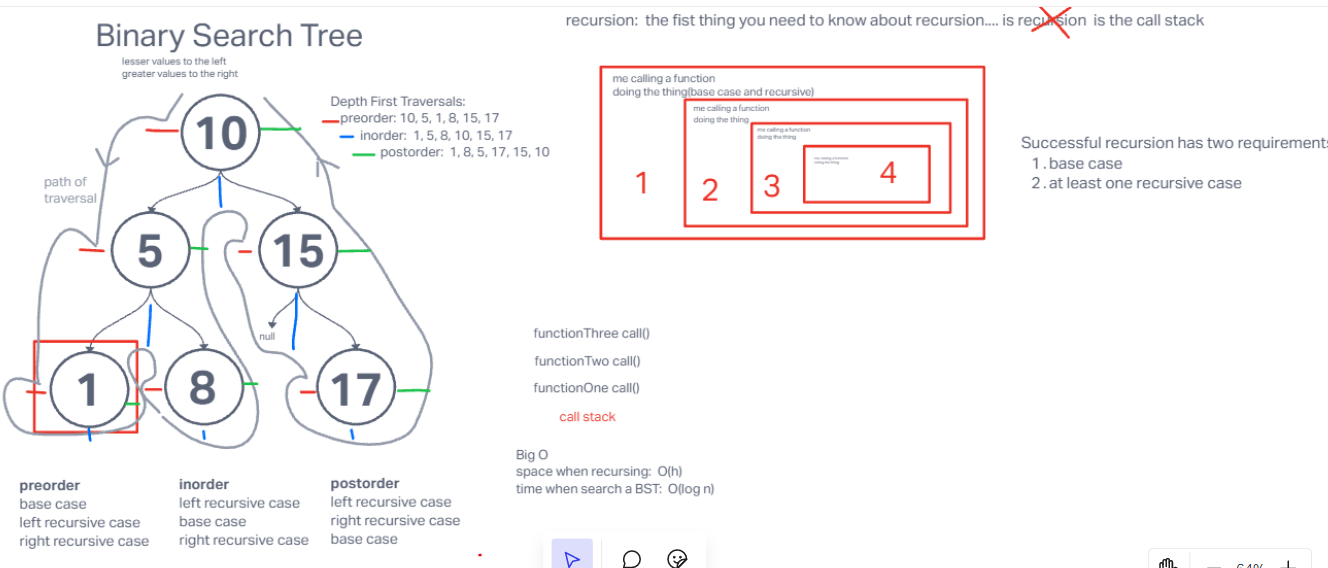 recursion: the fist thing you need to know about recursion.... is recursion is the call stack
Binary Search Tree
lesser values to the left
greater values to the right
Depth First Traversals:
preorder: 10, 5, 1, 8, 15, 17
inorder: 1, 5, 8, 10, 15, 17
postorder: 1, 8, 5, 17, 15, 10
path of
traversal
10
5
15
null
1
8
17
preorder
base case
left recursive case
right recursive case
inorder
left recursive case
base case
right recursive case
postorder
left recursive case
right recursive case
base case
me calling a function
doing the thing(base case and recursive)
me calling a function
doing the thing
me calling a function
doing the thing
me calling a function
doing the thing
1
2
3
4
Successful recursion has two requirements
1. base case
2. at least one recursive case
functionThree call()
functionTwo call()
functionOne call()
call stack
Big O
space when recursing: O(h)
time when search a BST: O(log n)
64%